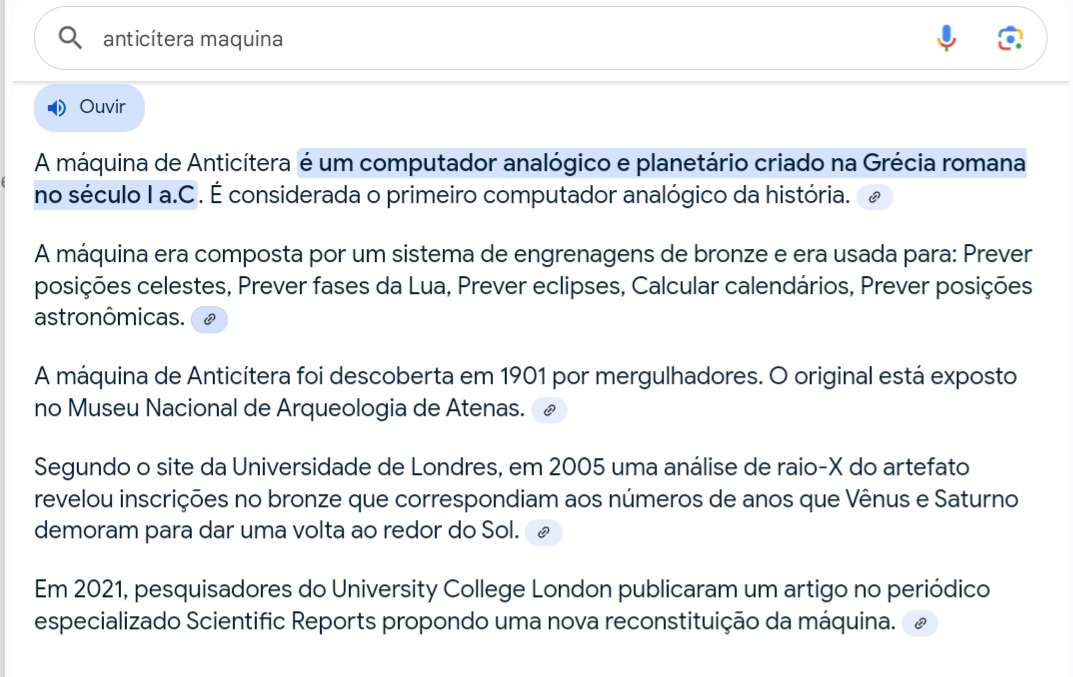 anticítera maquina
Ouvir
A máquina de Anticítera é um computador analógico e planetário criado na Grécia romana
no século I a.C. É considerada o primeiro computador analógico da história.
A máquina era composta por um sistema de engrenagens de bronze e era usada para: Prever
posições celestes, Prever fases da Lua, Prever eclipses, Calcular calendários, Prever posições
astronômicas.
A máquina de Anticítera foi descoberta em 1901 por mergulhadores. O original está exposto
no Museu Nacional de Arqueologia de Atenas.
Segundo o site da Universidade de Londres, em 2005 uma análise de raio-X do artefato
revelou inscrições no bronze que correspondiam aos números de anos que Vênus e Saturno
demoram para dar uma volta ao redor do Sol.
Em 2021, pesquisadores do University College London publicaram um artigo no periódico
especializado Scientific Reports propondo uma nova reconstituição da máquina.